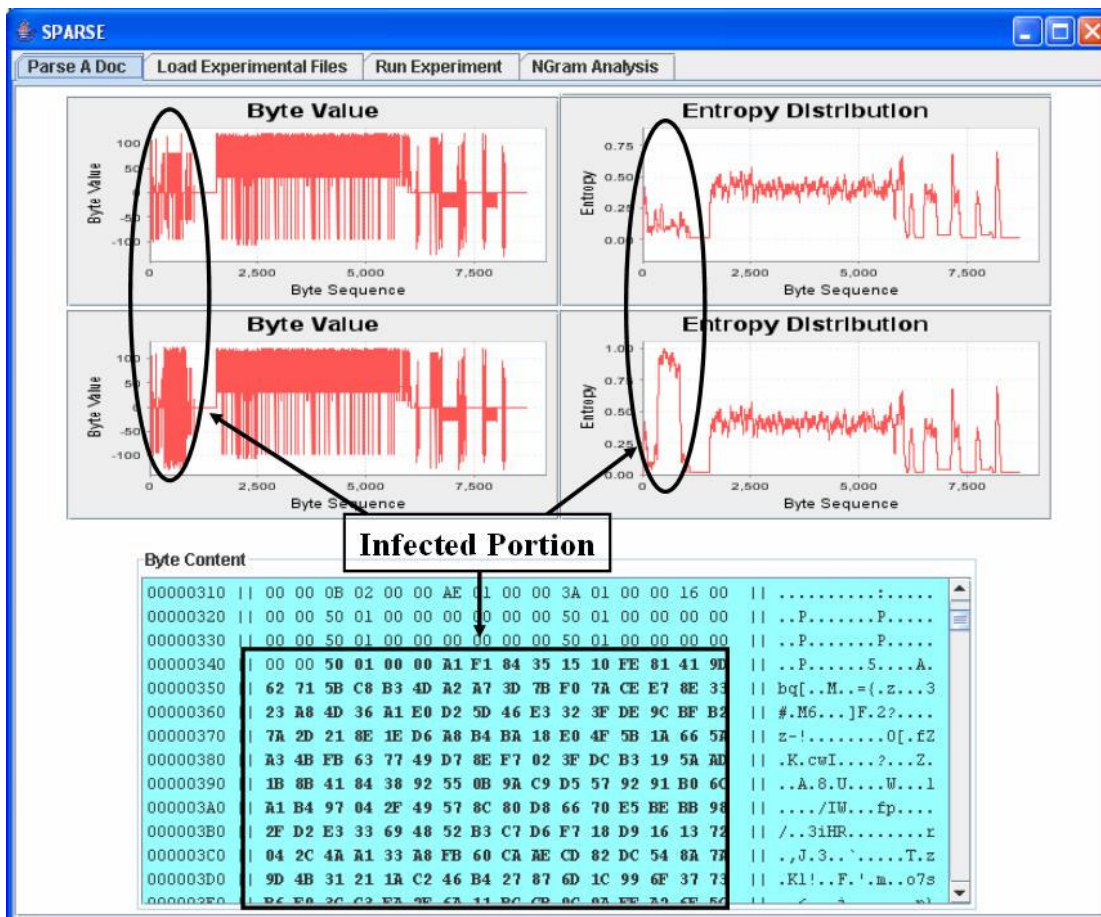 SPARSE
Parse A Doc Load Experimental Files Run Experiment NGram Analysis
Byte Value
Byte Value
100
50
0
-50
-100
0 2,500 5,000 7,500
Byte Sequence
Entropy Distribution
Entropy
0.75
0.50
0.25
0.00
0 2,500 5,000 7,500
Byte Sequence
Byte Value
Byte Value
100
50
0
-50
-100
0 2,500 5,000 7,500
Byte Sequence
Entropy Distribution
Entropy
1.00
0.75
0.50
0.25
0.00
0 2,500 5,000 7,500
Byte Sequence
Infected Portion
Byte Content
00000310 || 00 00 0B 02 00 00 AE 01 00 00 3A 01 00 00 16 00 || ..........:.....
00000320 || 00 00 50 01 00 00 00 00 00 00 50 01 00 00 00 00 || ..P.......P.....
00000330 || 00 00 50 01 00 00 00 00 00 00 50 01 00 00 00 00 || ..P.......P.....
00000340 || 00 00 50 01 00 00 A1 F1 84 35 15 10 FE 81 41 9D || ..P......5....A.
00000350 || 62 71 5B C8 B3 4D A2 A7 3D 7B F0 7A CE E7 8E 33 || bq[..M..={.z...3
00000360 || 23 A8 4D 36 A1 E0 D2 5D 46 E3 32 3F DE 9C BF B2 || #.M6...]F.2?....
00000370 || 7A 2D 21 8E 1E D6 A8 B4 BA 18 E0 4F 5B 1A 66 5A || z-!........O[.fZ
00000380 || A3 4B FB 63 77 49 D7 8E F7 02 3F DC B3 19 5A AD || .K.cwI....?...Z.
00000390 || 1B 8B 41 84 38 92 55 0B 9A C9 D5 57 92 91 B0 6C || ..A.8.U....W...l
000003A0 || A1 B4 97 04 2F 49 57 8C 80 D8 66 70 E5 BE BB 98 || ..../IW...fp....
000003B0 || 2F D2 E3 33 69 48 52 B3 C7 D6 F7 18 D9 16 13 72 || /..3iHR........r
000003C0 || 04 2C 4A A1 33 A8 FB 60 CA AE CD 82 DC 54 8A 7A || .,J.3..`.....T.z
000003D0 || 9D 4B 31 21 1A C2 46 B4 27 87 6D 1C 99 6F 37 73 || .K1!..F.'.m..o7s